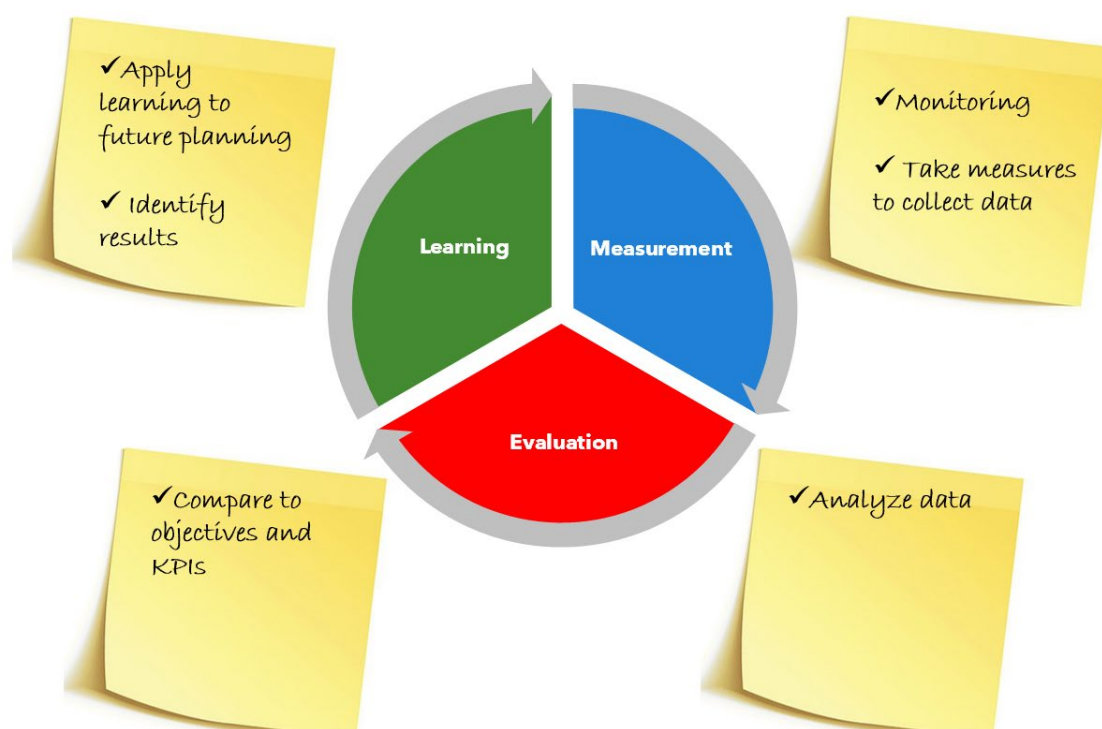 ✓Apply
learning to
future planning
✓ Identify
results
✓Monitoring
✓ Take measures
to collect data
Learning
Measurement
Evaluation
✓Compare to
objectives and
KPIs
✓Analyze data